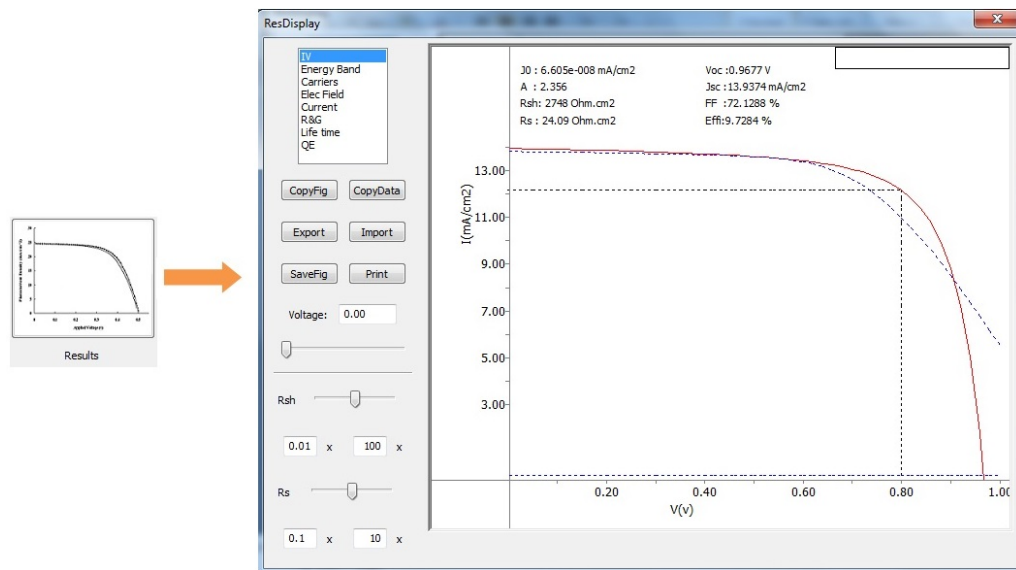 ResDisplay
IV
Energy Band
Carriers
Elec Field
Current
R&G
Life time
QE
CopyFig CopyData
Export Import
SaveFig Print
Voltage: 0.00
Rsh
0.01 x 100 x
Rs
0.1 x 10 x
J0 : 6.605e-008 mA/cm2
A : 2.356
Rsh: 2748 Ohm.cm2
Rs : 24.09 Ohm.cm2
Voc :0.9677 V
Jsc :13.9374 mA/cm2
FF :72.1288 %
Effi:9.7284 %
I(mA/cm2)
13.00
11.00
9.00
7.00
5.00
3.00
0.20 0.40 0.60 0.80 1.00
V(v)
Results